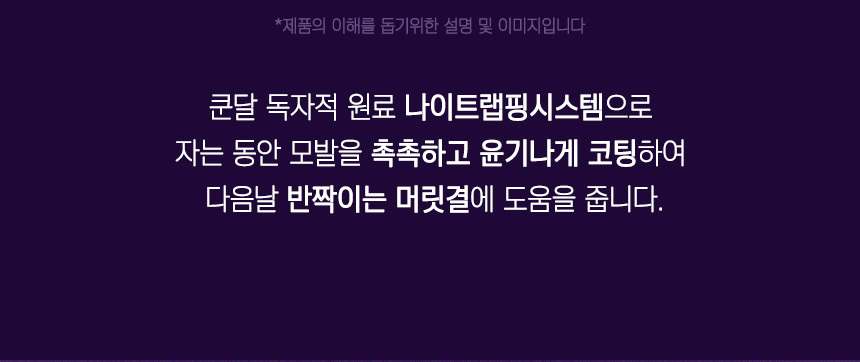 *제품의 이해를 돕기위한 설명 및 이미지입니다
쿤달 독자적 원료 나이트랩핑시스템으로
자는 동안 모발을 촉촉하고 윤기나게 코팅하여
다음날 반짝이는 머릿결에 도움을 줍니다.